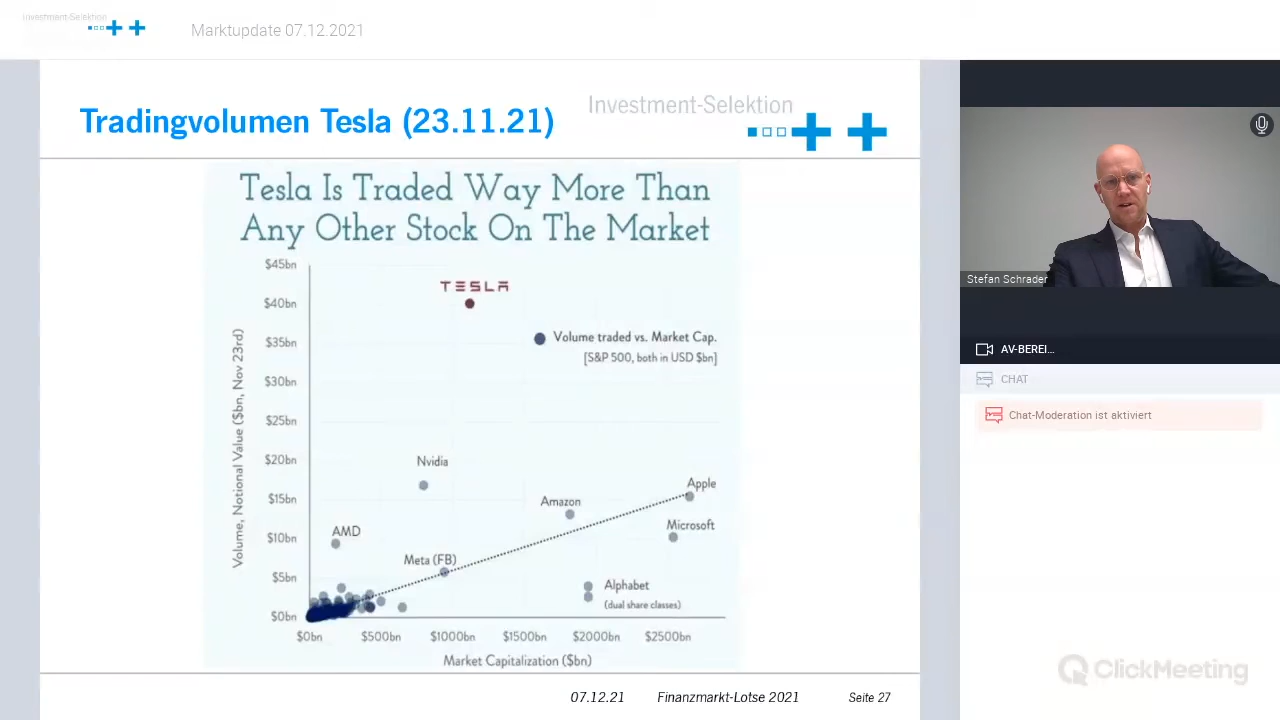 Investment-Selektion
Marktupdate 07.12.2021
Tradingvolumen Tesla (23.11.21)
Investment-Selektion
Tesla Is Traded Way More Than
Any Other Stock On The Market
$45bn
TESLA
$40bn
$35bn
Volume traded vs. Market Cap.
[S&P 500, both in USD $bn]
$30bn
$25bn
$20bn
Nvidia
$15bn
Apple
Amazon
Microsoft
AMD
$10bn
Meta (FB)
$5bn
Alphabet
(dual share classes)
$0bn
Volume, Notional Value ($bn, Nov 23rd)
$0bn $500bn $1000bn $1500bn $2000bn $2500bn
Market Capitalization ($bn)
07.12.21 Finanzmarkt-Lotse 2021 Seite 27
Stefan Schrader
AV-BEREI...
CHAT
Chat-Moderation ist aktiviert
ClickMeeting